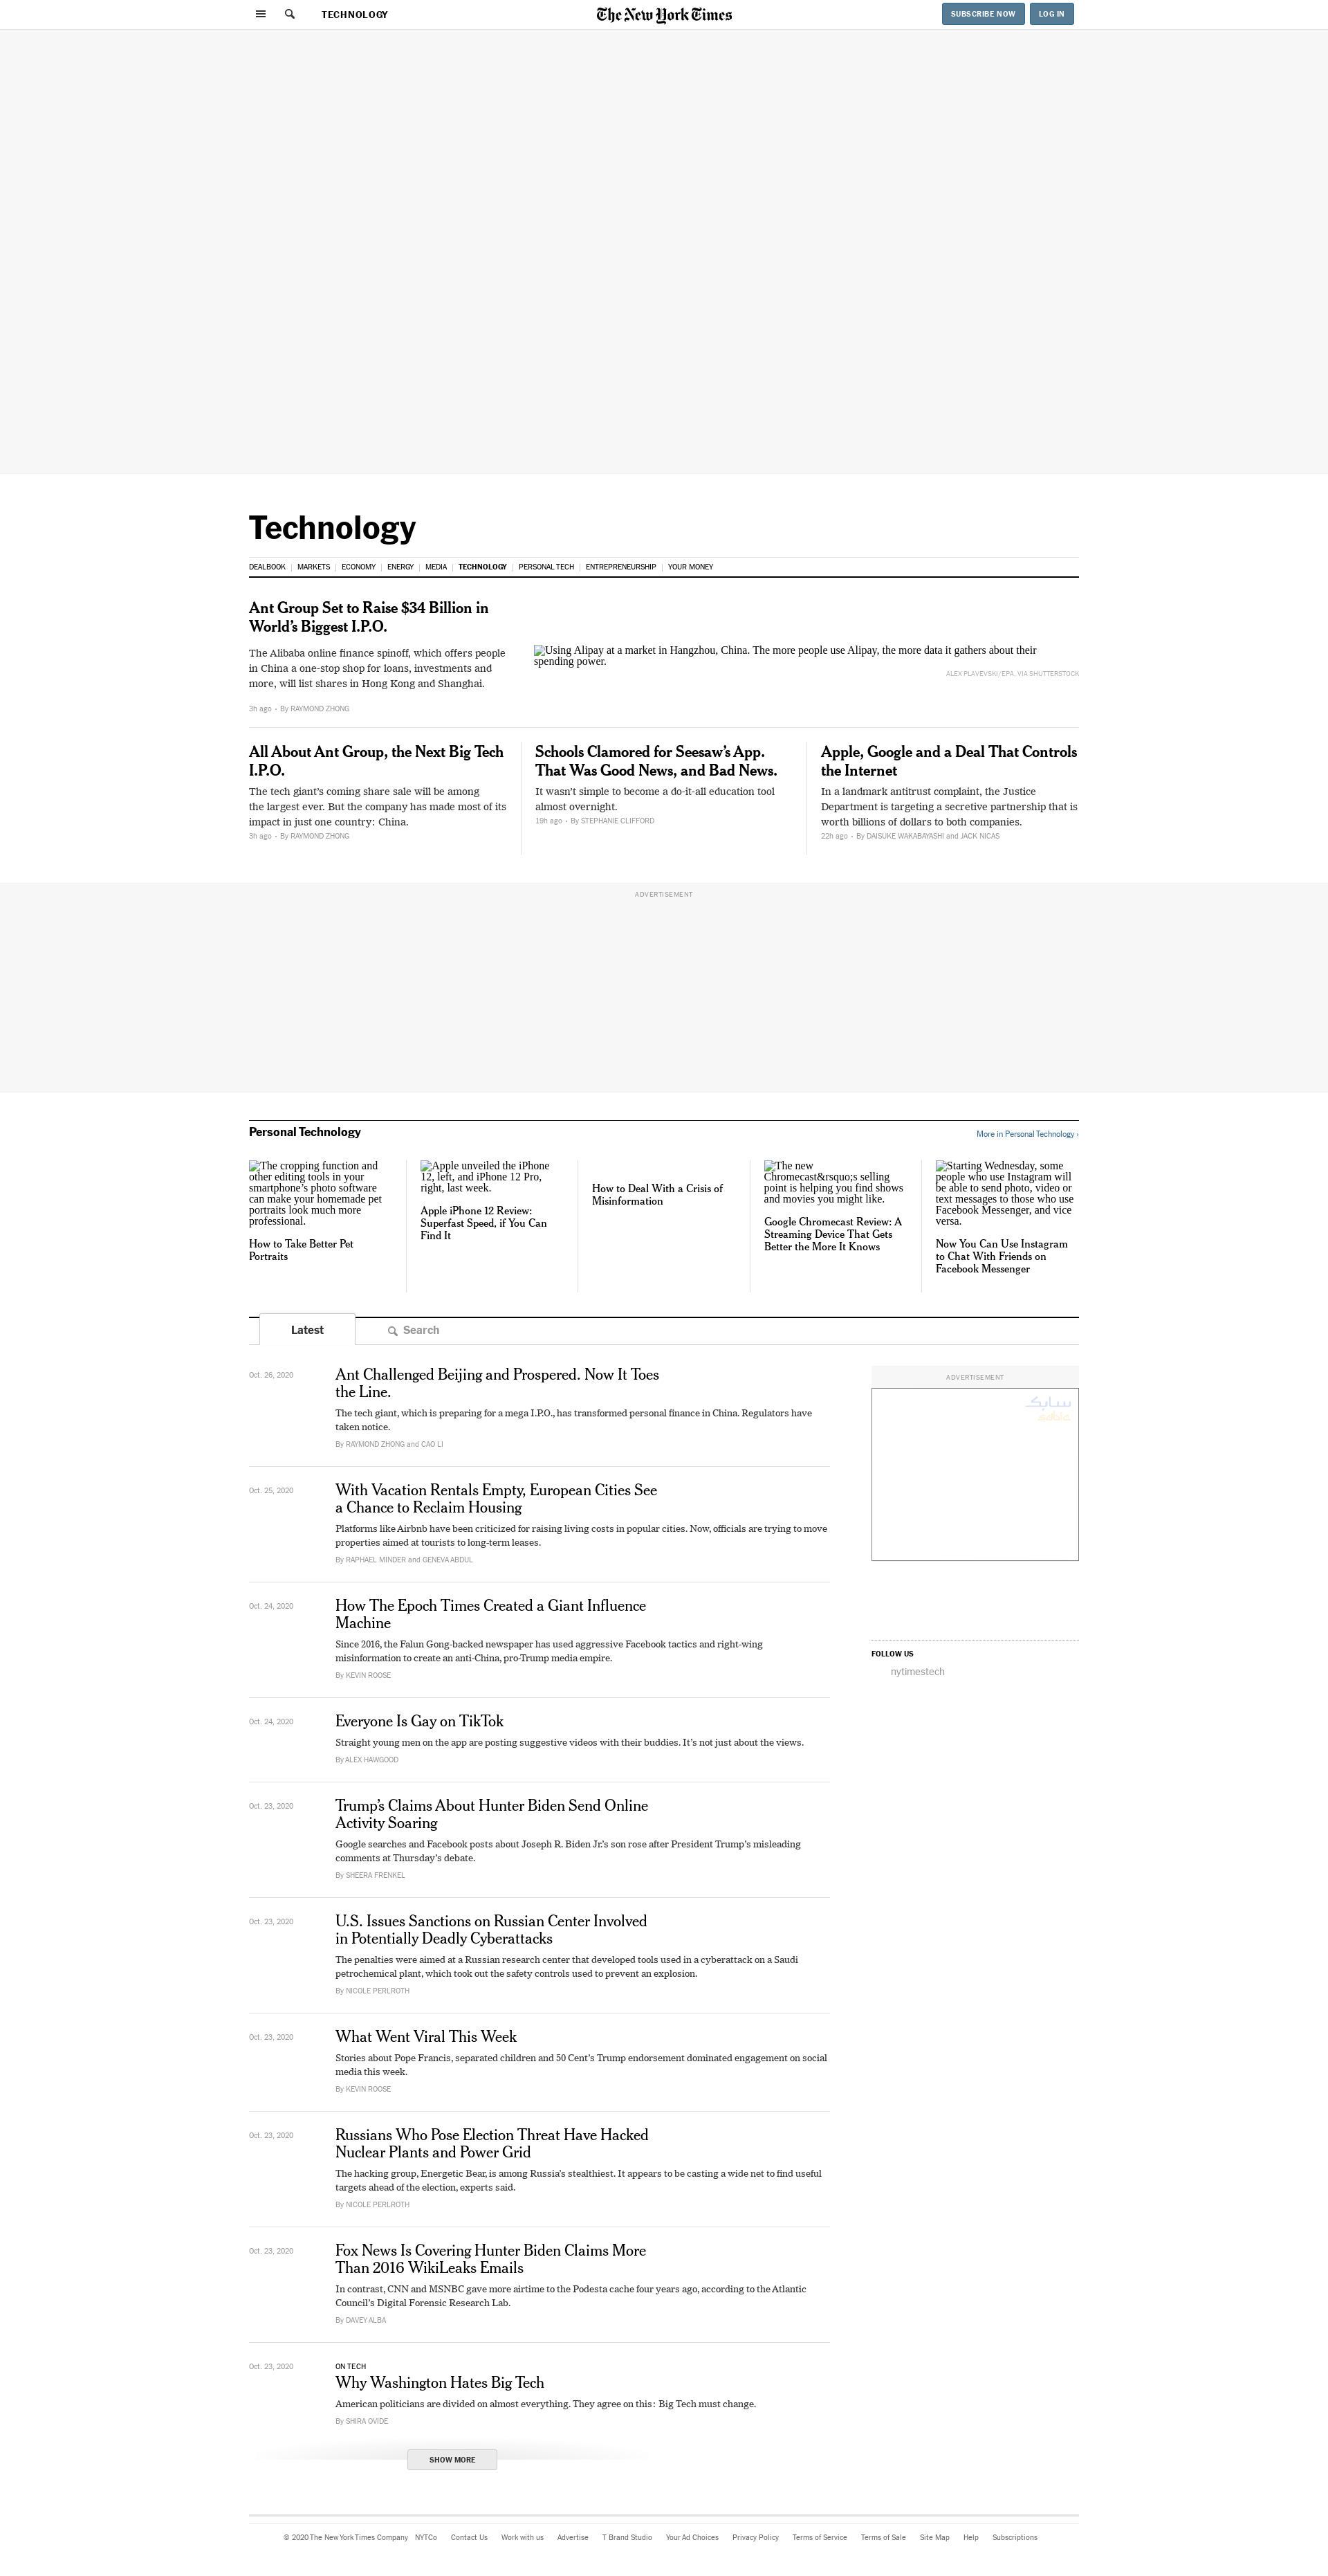 TECHNOLOGY
The New York Times
SUBSCRIBE NOW
LOG IN
Technology
DEALBOOK
MARKETS
ECONOMY
ENERGY
MEDIA
TECHNOLOGY
PERSONAL TECH
ENTREPRENEURSHIP
YOUR MONEY
Ant Group Set to Raise $34 Billion in
World’s Biggest I.P.O.
The Alibaba online finance spinoff, which offers people
in China a one-stop shop for loans, investments and
more, will list shares in Hong Kong and Shanghai.
3h ago • By RAYMOND ZHONG
Using Alipay at a market in Hangzhou, China. The more people use Alipay, the more data it gathers about their
spending power.
ALEX PLAVEVSKI/EPA, VIA SHUTTERSTOCK
All About Ant Group, the Next Big Tech
I.P.O.
The tech giant’s coming share sale will be among
the largest ever. But the company has made most of its
impact in just one country: China.
3h ago • By RAYMOND ZHONG
Schools Clamored for Seesaw’s App.
That Was Good News, and Bad News.
It wasn’t simple to become a do-it-all education tool
almost overnight.
19h ago • By STEPHANIE CLIFFORD
Apple, Google and a Deal That Controls
the Internet
In a landmark antitrust complaint, the Justice
Department is targeting a secretive partnership that is
worth billions of dollars to both companies.
22h ago • By DAISUKE WAKABAYASHI and JACK NICAS
ADVERTISEMENT
Personal Technology
More in Personal Technology ›
The cropping function and
other editing tools in your
smartphone’s photo software
can make your homemade pet
portraits look much more
professional.
How to Take Better Pet
Portraits
Apple unveiled the iPhone
12, left, and iPhone 12 Pro,
right, last week.
Apple iPhone 12 Review:
Superfast Speed, if You Can
Find It
How to Deal With a Crisis of
Misinformation
The new
Chromecast&rsquo;s selling
point is helping you find shows
and movies you might like.
Google Chromecast Review: A
Streaming Device That Gets
Better the More It Knows
Starting Wednesday, some
people who use Instagram will
be able to send photo, video or
text messages to those who use
Facebook Messenger, and vice
versa.
Now You Can Use Instagram
to Chat With Friends on
Facebook Messenger
Latest
Search
Oct. 26, 2020
Ant Challenged Beijing and Prospered. Now It Toes
the Line.
The tech giant, which is preparing for a mega I.P.O., has transformed personal finance in China. Regulators have
taken notice.
By RAYMOND ZHONG and CAO LI
ADVERTISEMENT
سابك
Oct. 25, 2020
With Vacation Rentals Empty, European Cities See
a Chance to Reclaim Housing
Platforms like Airbnb have been criticized for raising living costs in popular cities. Now, officials are trying to move
properties aimed at tourists to long-term leases.
By RAPHAEL MINDER and GENEVA ABDUL
Oct. 24, 2020
How The Epoch Times Created a Giant Influence
Machine
Since 2016, the Falun Gong-backed newspaper has used aggressive Facebook tactics and right-wing
misinformation to create an anti-China, pro-Trump media empire.
By KEVIN ROOSE
FOLLOW US
nytimestech
Oct. 24, 2020
Everyone Is Gay on TikTok
Straight young men on the app are posting suggestive videos with their buddies. It’s not just about the views.
By ALEX HAWGOOD
Oct. 23, 2020
Trump’s Claims About Hunter Biden Send Online
Activity Soaring
Google searches and Facebook posts about Joseph R. Biden Jr.’s son rose after President Trump’s misleading
comments at Thursday’s debate.
By SHEERA FRENKEL
Oct. 23, 2020
U.S. Issues Sanctions on Russian Center Involved
in Potentially Deadly Cyberattacks
The penalties were aimed at a Russian research center that developed tools used in a cyberattack on a Saudi
petrochemical plant, which took out the safety controls used to prevent an explosion.
By NICOLE PERLROTH
Oct. 23, 2020
What Went Viral This Week
Stories about Pope Francis, separated children and 50 Cent’s Trump endorsement dominated engagement on social
media this week.
By KEVIN ROOSE
Oct. 23, 2020
Russians Who Pose Election Threat Have Hacked
Nuclear Plants and Power Grid
The hacking group, Energetic Bear, is among Russia’s stealthiest. It appears to be casting a wide net to find useful
targets ahead of the election, experts said.
By NICOLE PERLROTH
Oct. 23, 2020
Fox News Is Covering Hunter Biden Claims More
Than 2016 WikiLeaks Emails
In contrast, CNN and MSNBC gave more airtime to the Podesta cache four years ago, according to the Atlantic
Council’s Digital Forensic Research Lab.
By DAVEY ALBA
Oct. 23, 2020
ON TECH
Why Washington Hates Big Tech
American politicians are divided on almost everything. They agree on this: Big Tech must change.
By SHIRA OVIDE
SHOW MORE
© 2020 The New York Times Company
NYTCo
Contact Us
Work with us
Advertise
T Brand Studio
Your Ad Choices
Privacy Policy
Terms of Service
Terms of Sale
Site Map
Help
Subscriptions